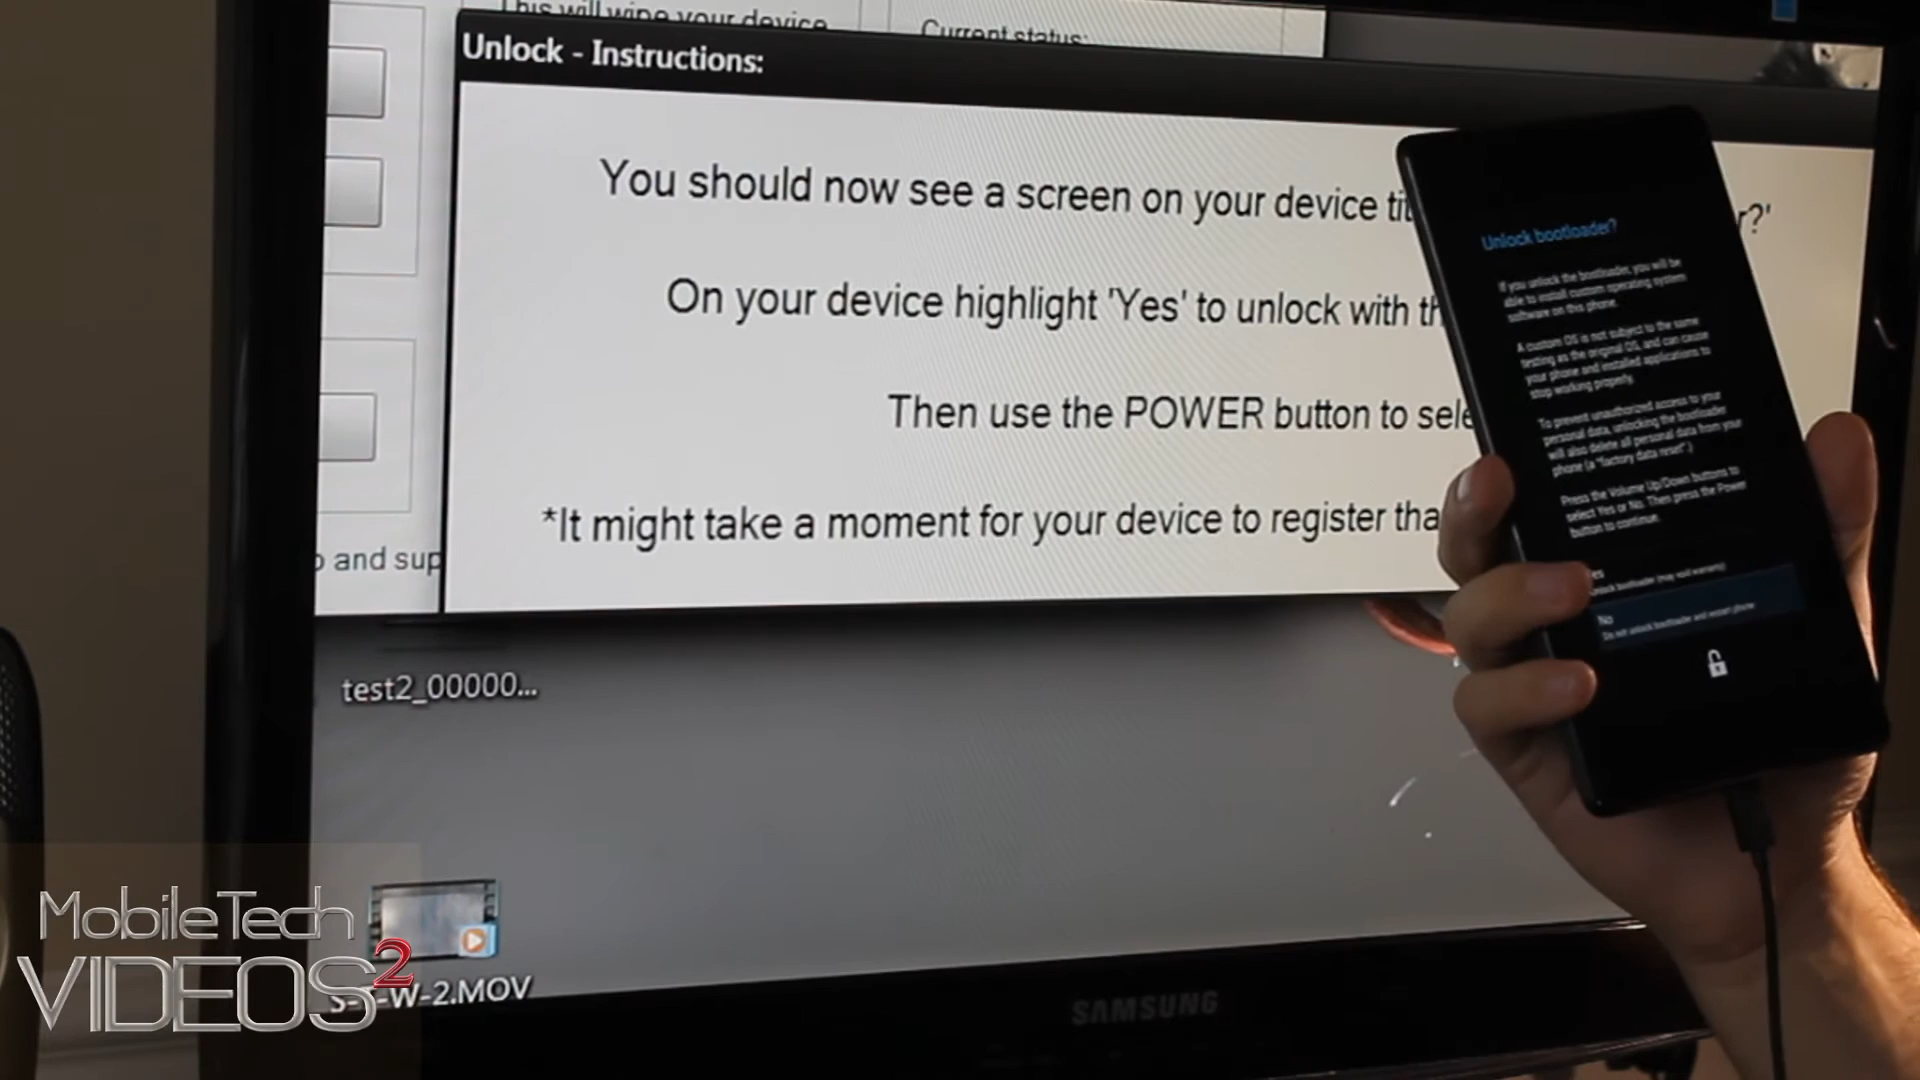 This will wipe your device
Current status:
Unlock - Instructions:
You should now see a screen on your device
r?'
On your device highlight 'Yes' to unlock with
Then use the POWER button to
*It might take a moment for your device to register
and
test2_00000...
S- -W-2.MOV
SAMSUNG
MobileTech
VIDEOS2
Unlock bootloader?
If you unlock the bootloader, you will be
able to install custom operating system
software on this phone.
A custom OS is not subject to the same
testing as the original OS, and can cause
your phone and installed applications to
stop working properly.
To prevent unauthorized access to your
personal data, unlocking the bootloader
will also delete all personal data from your
phone (a "factory data reset".)
Press the Volume Up/Down buttons to
select Yes or No. Then press the Power
button to continue.
bootloader (may void warranty)
No
Do not unlock bootloader and restart phone